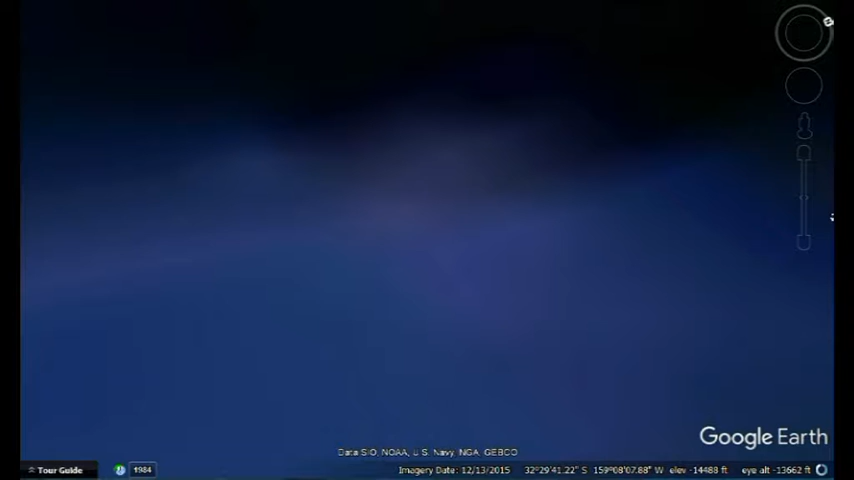 Google Earth
Data SIO, NOAA, U.S. Navy, NGA, GEBCO
Tour Guide 1984 Imagery Date: 12/13/2015 32°29'41.22" S 159°08'07.88" W elev -14488 ft eye alt -13662 ft